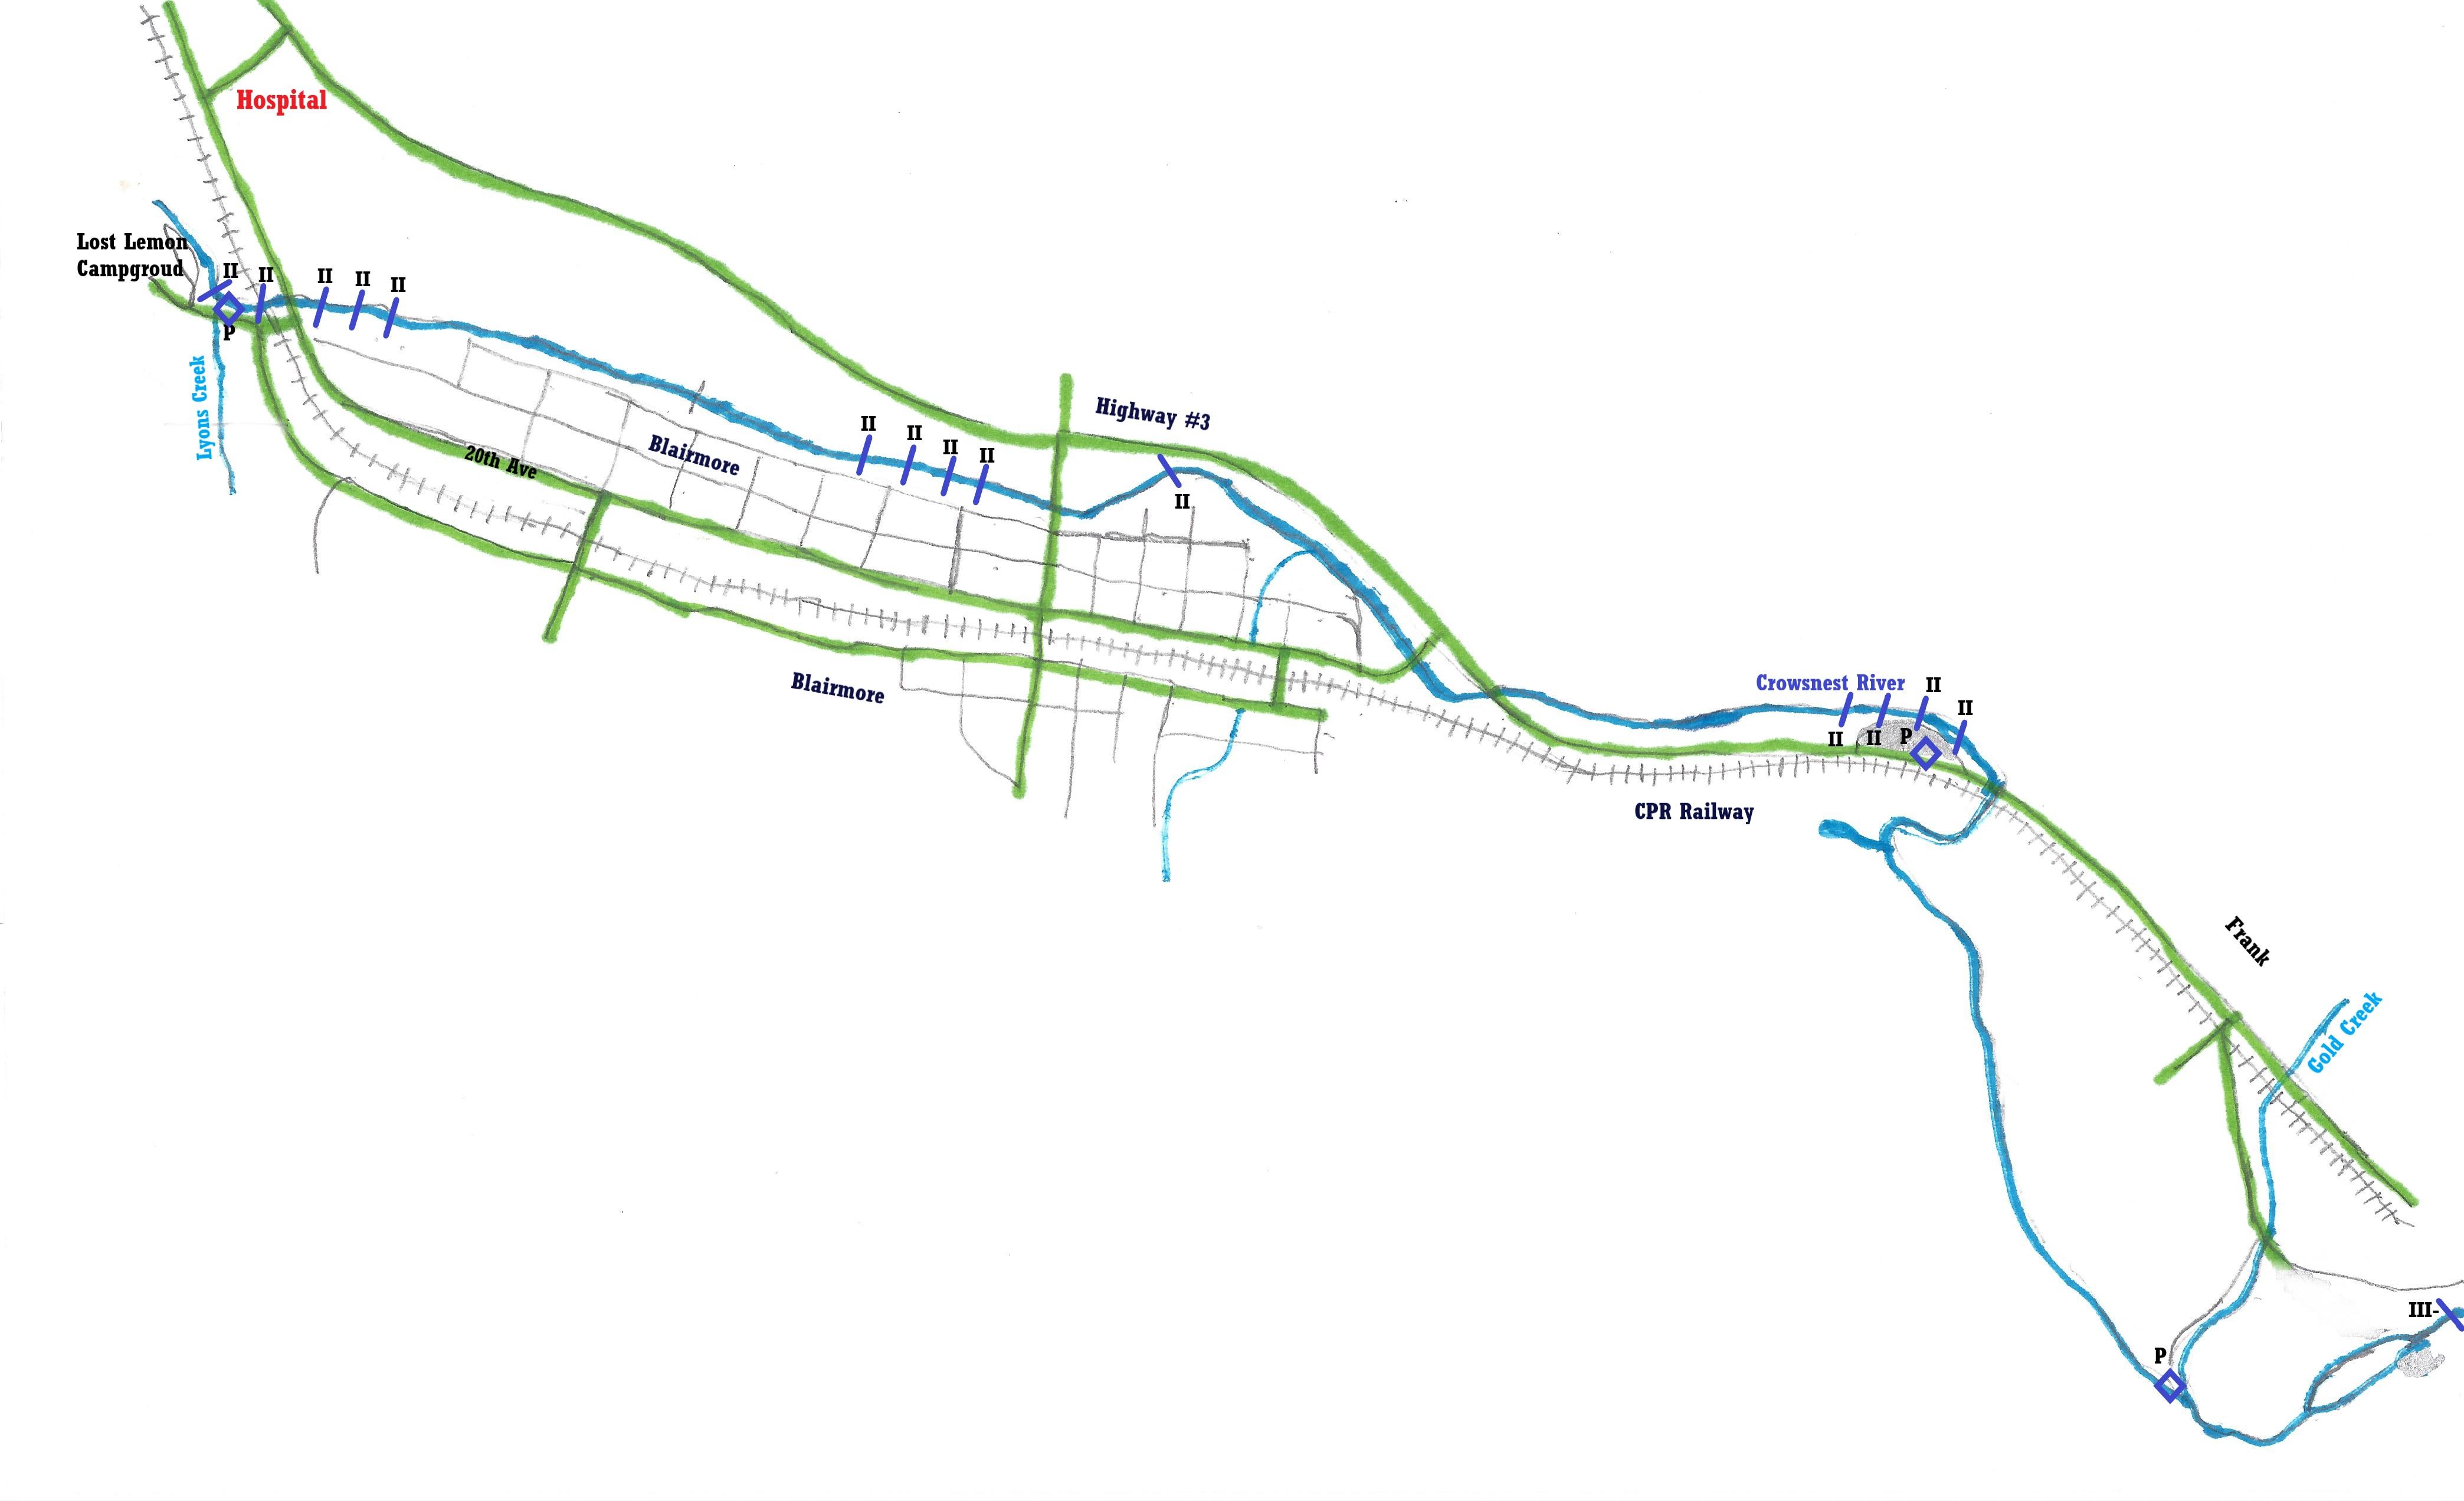 Hospital
Lost Lemon
Campgroud
II
II
II
II
II
P
Lyons Creek
20th Ave
Blairmore
II
II
II
II
Highway #3
II
Blairmore
Crowsnest River
II
II
II
II
P
CPR Railway
Frank
Gold Creek
III-
P